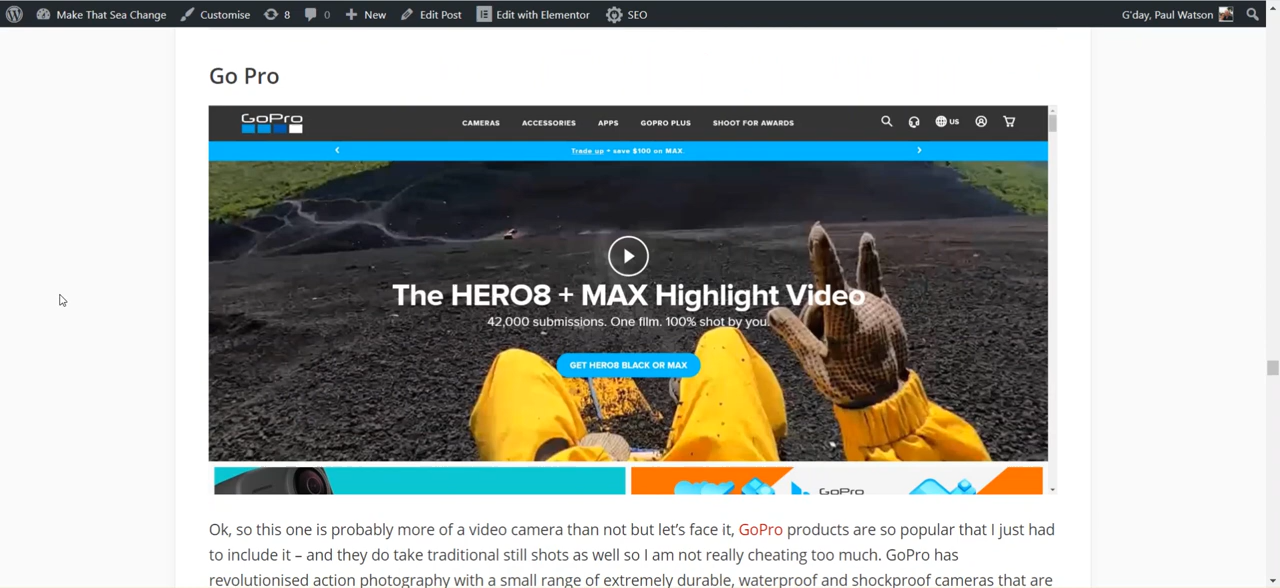 Make That Sea Change Customise 8 0 New Edit Post Edit with Elementor SEO G'day, Paul Watson
Go Pro
GoPro CAMERAS ACCESSORIES APPS GOPRO PLUS SHOOT FOR AWARDS US
Trade up + save $100 on MAX.
The HERO8 + MAX Highlight Video
42,000 submissions. One film. 100% shot by you.
GET HERO8 BLACK OR MAX
GoPro
Ok, so this one is probably more of a video camera than not but let's face it, GoPro products are so popular that I just had
to include it – and they do take traditional still shots as well so I am not really cheating too much. GoPro has
revolutionised action photography with a small range of extremely durable, waterproof and shockproof cameras that are